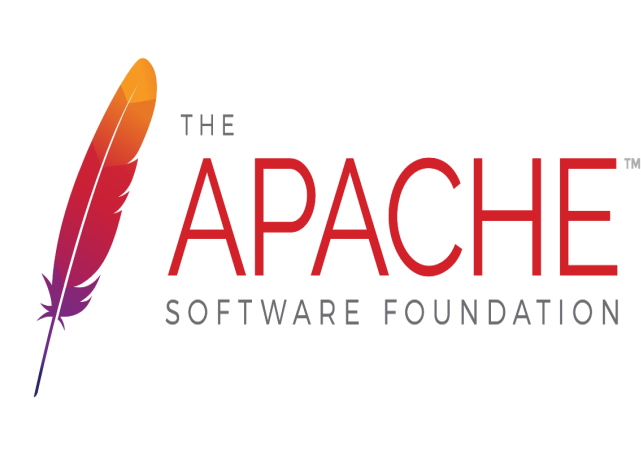 THE
APACHE™
SOFTWARE FOUNDATION